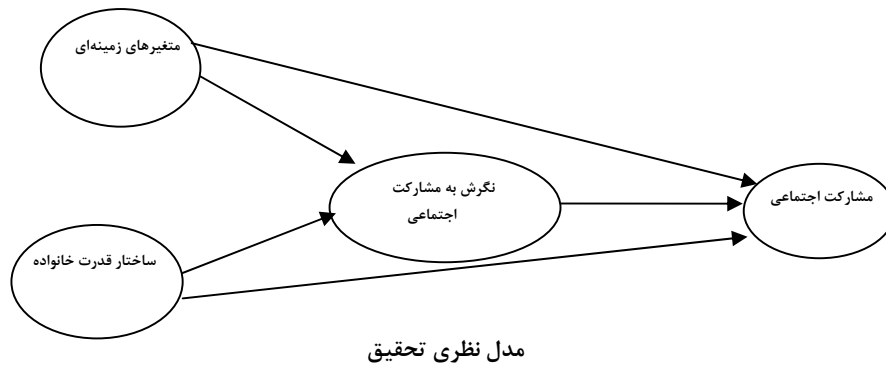 متغیرهای زمینه‌ای
نگرش به مشارکت
اجتماعی
مشارکت اجتماعی
ساختار قدرت خانواده
مدل نظری تحقیق